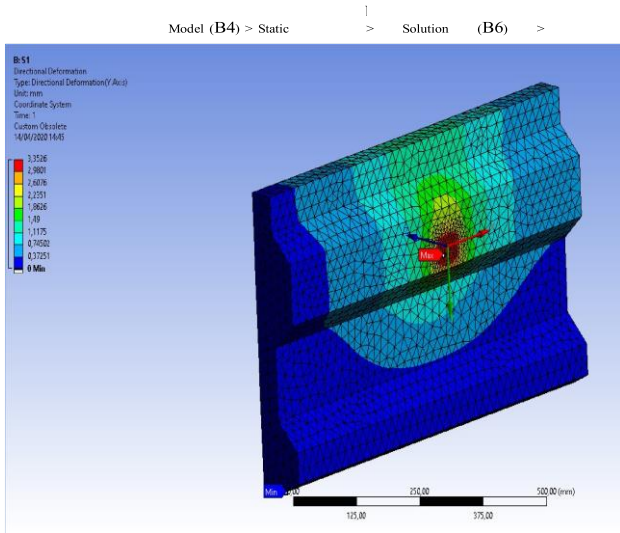 Model (B4) > Static > Solution (B6) >
B: S1
Directional Deformation
Type: Directional Deformation(Y Axis)
Unit: mm
Coordinate System
Time: 1
Custom Obsolete
14/04/2020 14:45
3,3526
2,9801
2,6076
2,2351
1,8626
1,49
1,1175
0,74502
0,37251
0 Min
Max
Min
250,00
500,00 (mm)
125,00
375,00